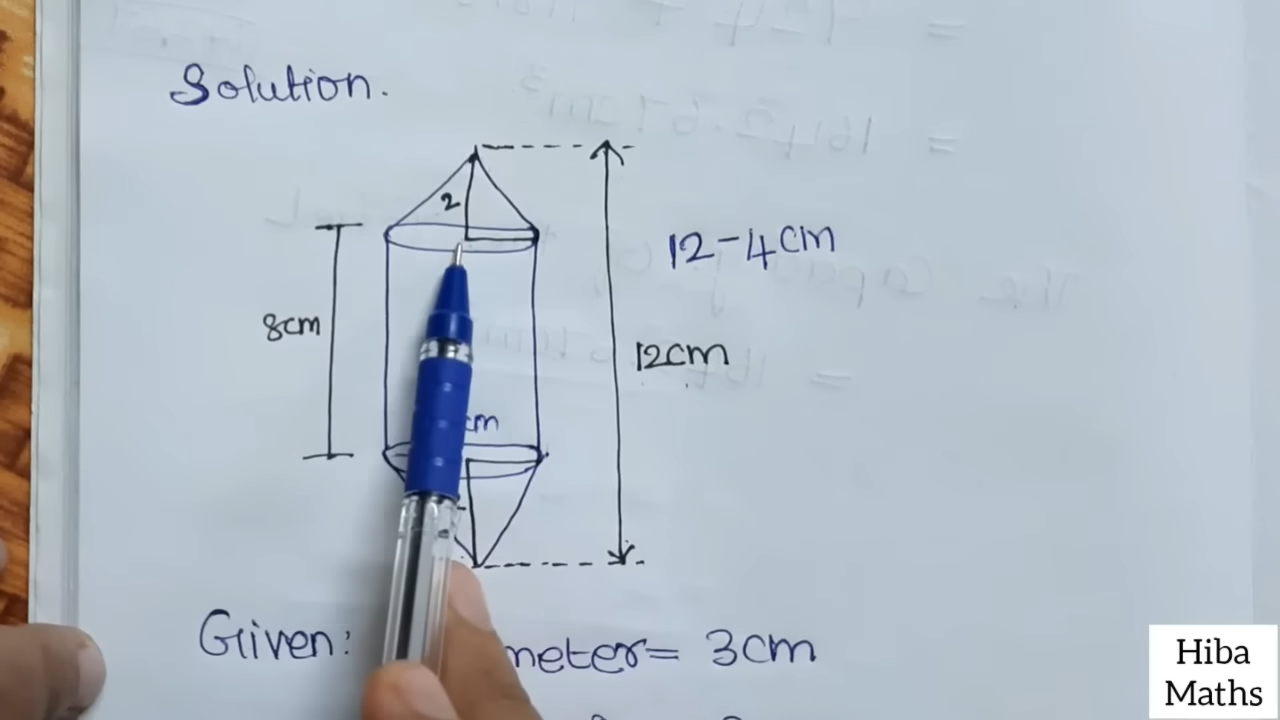 Solution.
2
12-4cm
8cm
12cm
cm
Given: meter= 3cm
Hiba
Maths